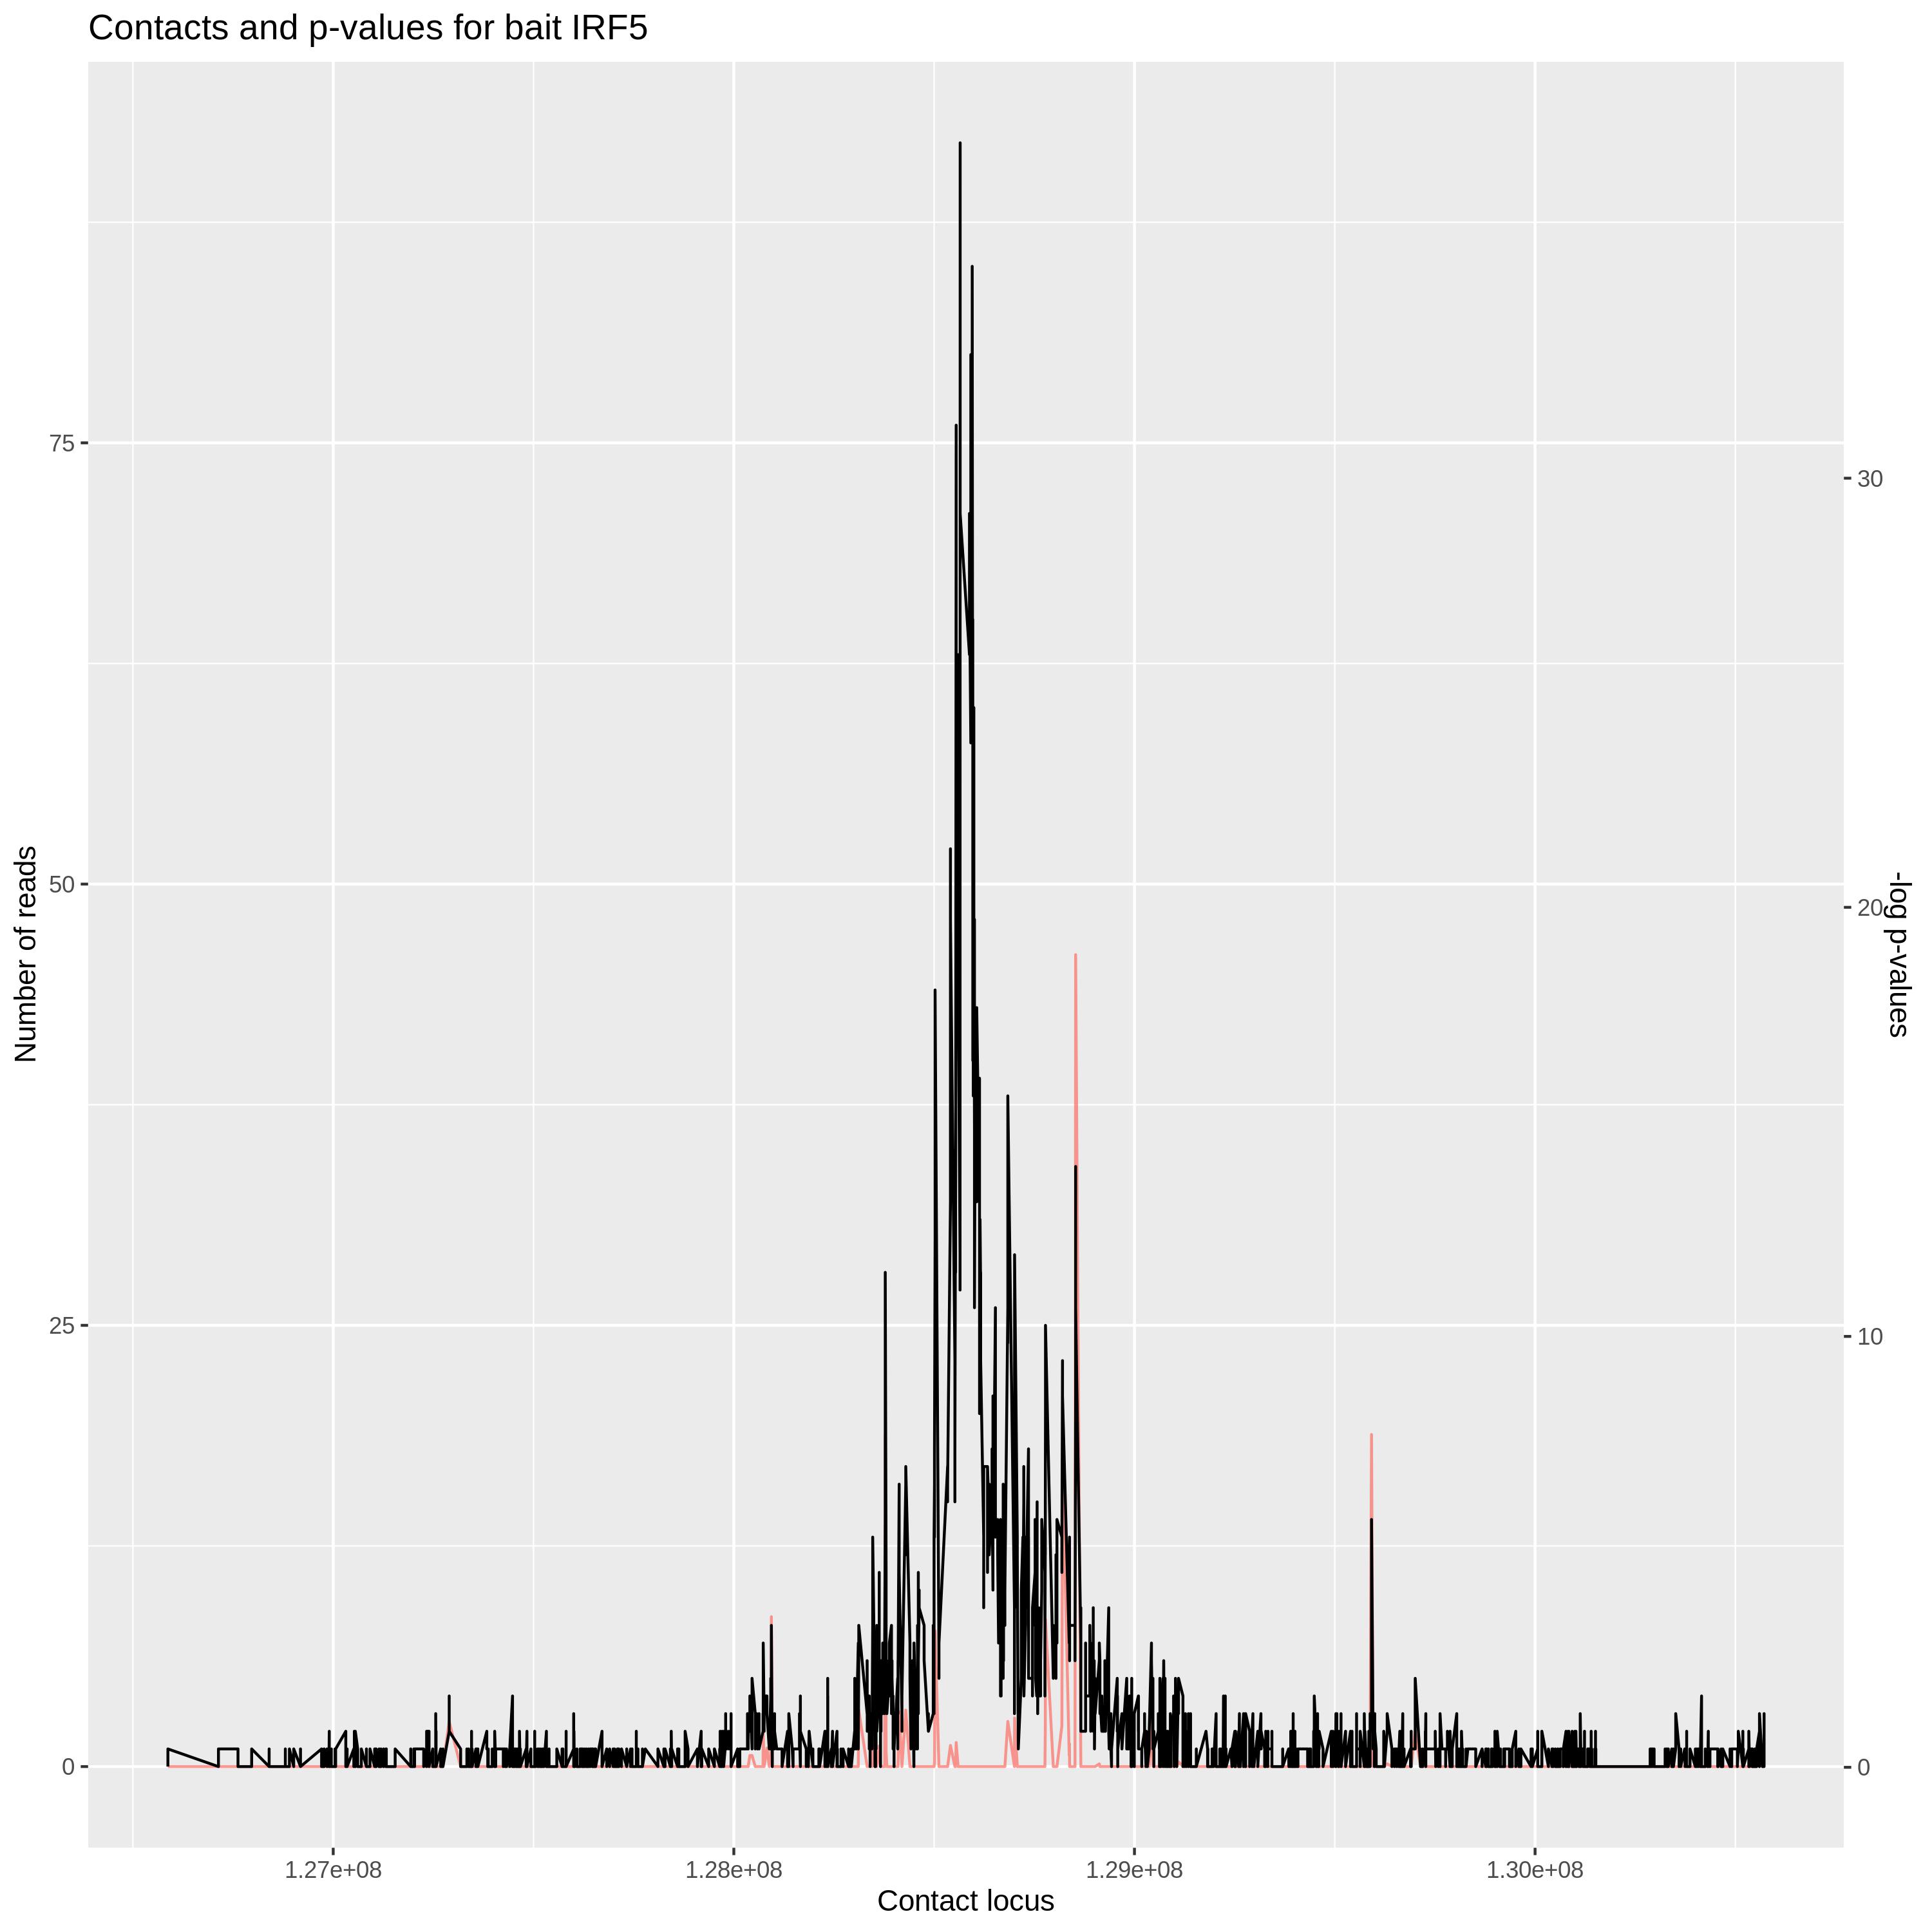 Contacts and p-values for bait IRF5
Number of reads
75
50
25
0
30
20
10
0
-log p-values
1.27e+08
1.28e+08
1.29e+08
1.30e+08
Contact locus